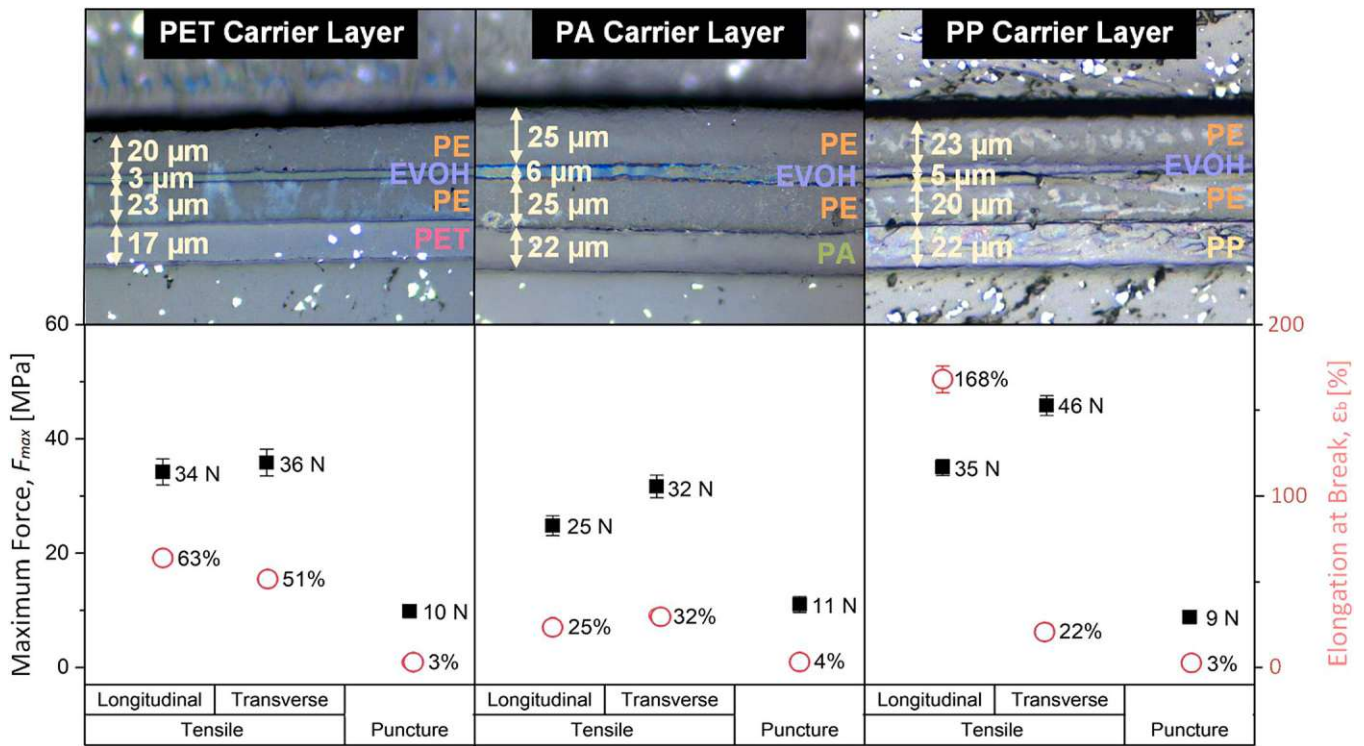 PET Carrier Layer
PA Carrier Layer
PP Carrier Layer
20 µm
3 µm
23 µm
17 µm
PE
EVOH
PE
PET
25 µm
6 µm
25 µm
22 µm
PE
EVOH
PE
PA
23 µm
5 µm
20 µm
22 µm
PE
EVOH
PE
PP
Maximum Force, Fmax [MPa]
60
40
20
0
34 N
36 N
63%
51%
10 N
3%
25 N
32 N
25%
32%
11 N
4%
168%
46 N
35 N
22%
9 N
3%
200
100
0
Elongation at Break, εb [%]
Longitudinal
Transverse
Tensile
Puncture
Longitudinal
Transverse
Tensile
Puncture
Longitudinal
Transverse
Tensile
Puncture